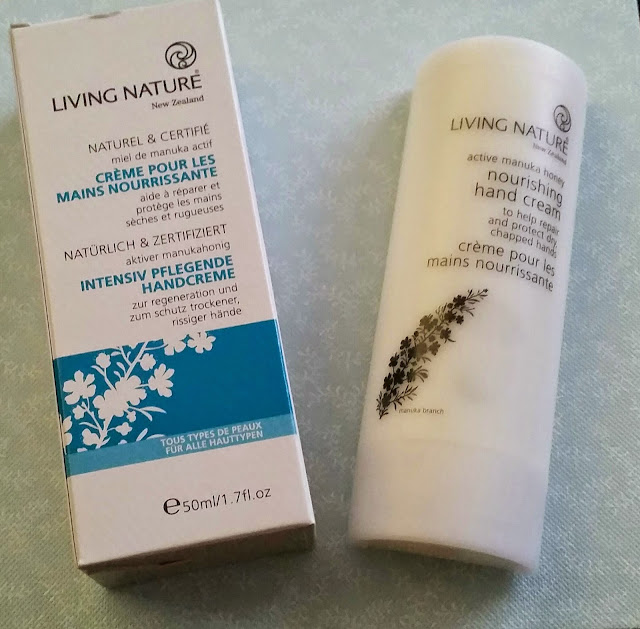 LIVING NATURE
New Zealand
NATUREL & CERTIFIÉ
miel de manuka actif
CRÈME POUR LES
MAINS NOURRISSANTE
aide à réparer et
protège les mains
sèches et rugueuses
NATÜRLICH & ZERTIFIZIERT
aktiver manukahonig
INTENSIV PFLEGENDE
HANDCREME
zur regeneration und
zum schutz trockener,
rissiger hände
TOUS TYPES DE PEAUX
FÜR ALLE HAUTTYPEN
℮50ml/1.7fl.oz
LIVING NATURE
New Zealand
active manuka honey
nourishing
hand cream
to help repair
and protect dry
chapped hands
crème pour les
mains nourrissante
manuka branch